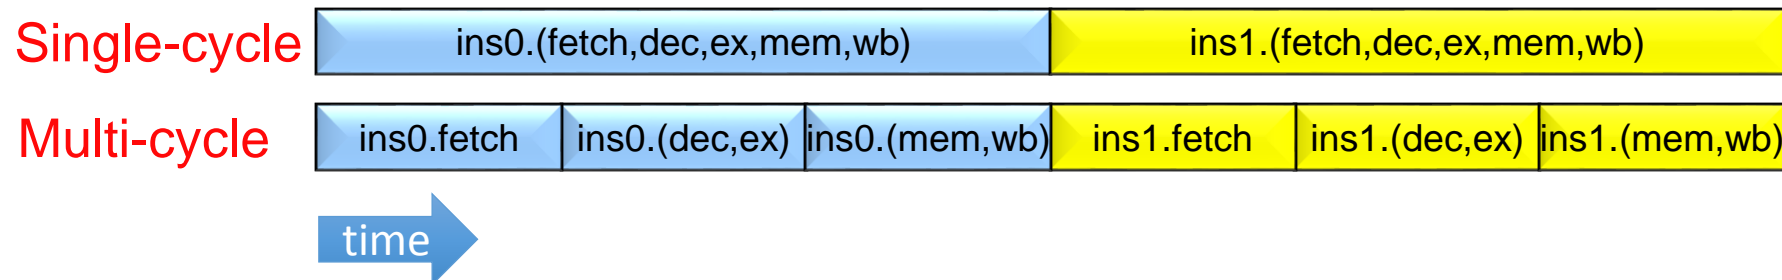 Single-cycle ins0.(fetch,dec,ex,mem,wb) ins1.(fetch,dec,ex,mem,wb)
Multi-cycle ins0.fetch ins0.(dec,ex) ins0.(mem,wb) ins1.fetch ins1.(dec,ex) ins1.(mem,wb)
time